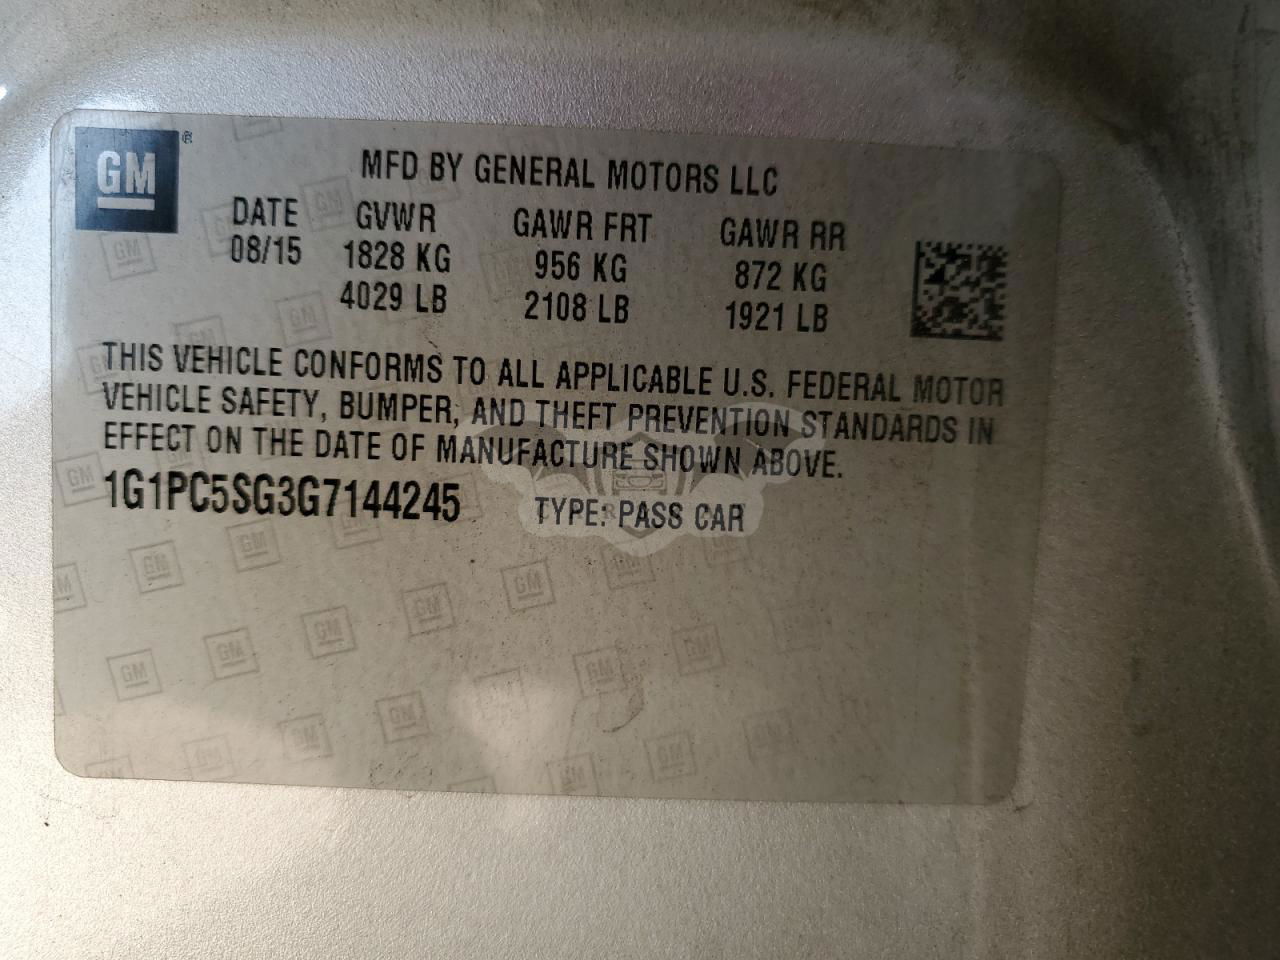 GM ®
MFD BY GENERAL MOTORS LLC
DATE GVWR GAWR FRT GAWR RR
08/15 1828 KG 956 KG 872 KG
4029 LB 2108 LB 1921 LB
THIS VEHICLE CONFORMS TO ALL APPLICABLE U.S. FEDERAL MOTOR
VEHICLE SAFETY, BUMPER, AND THEFT PREVENTION STANDARDS IN
EFFECT ON THE DATE OF MANUFACTURE SHOWN ABOVE.
1G1PC5SG3G7144245 TYPE: PASS CAR